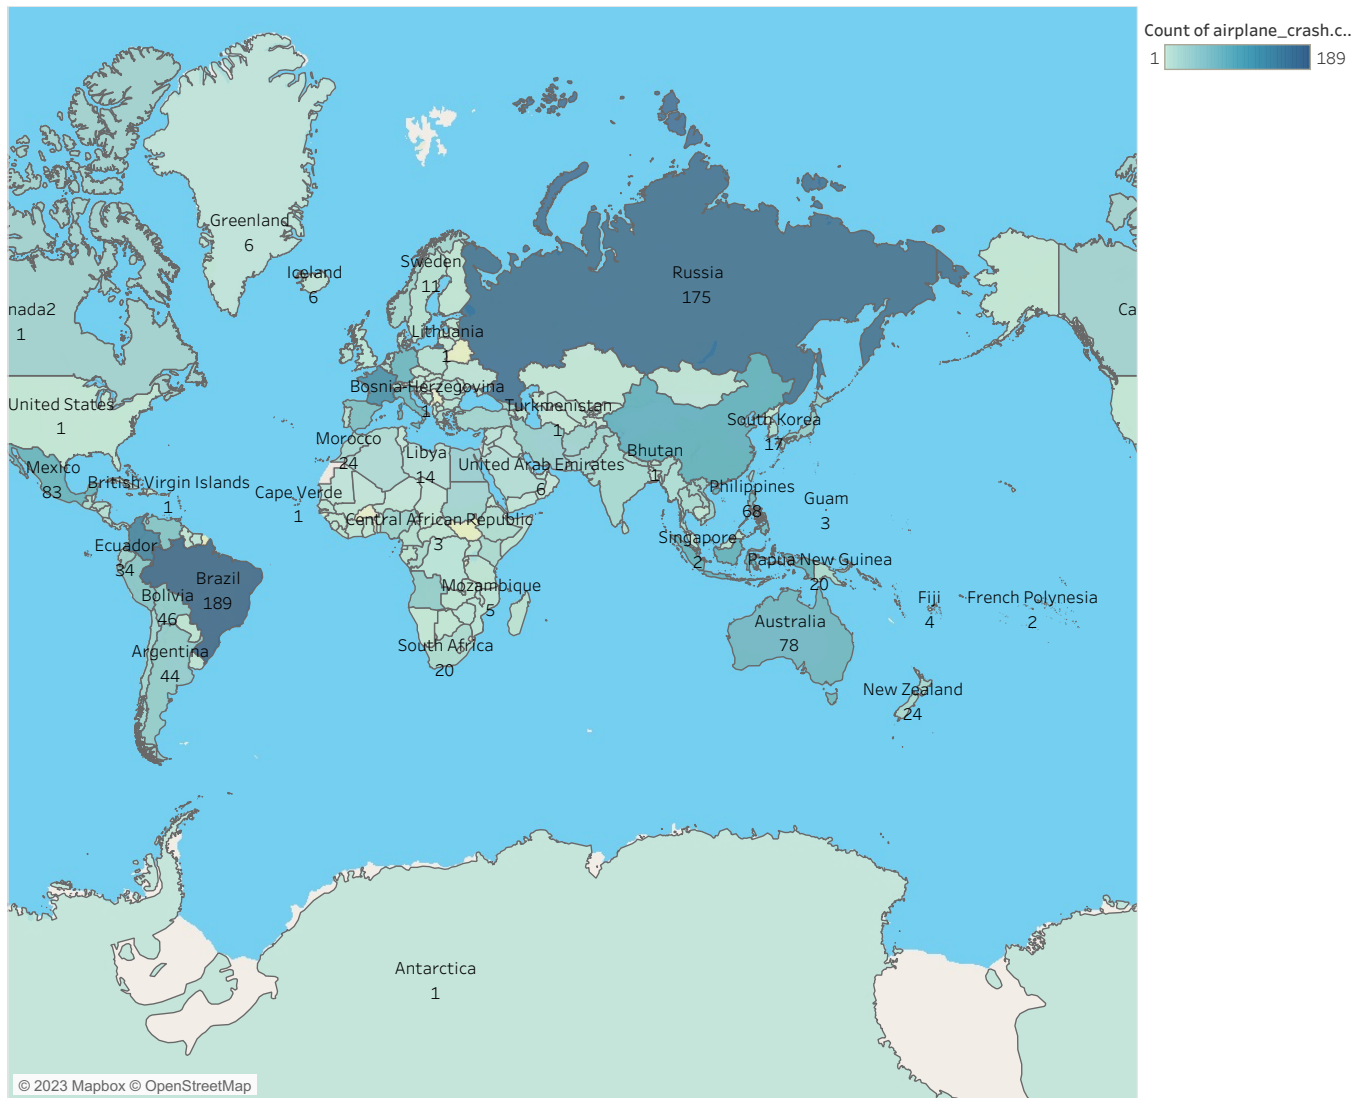 Count of airplane_crash.c..
1
189
Greenland
6
Iceland
6
Sweden
11
Russia
175
nada2
1
Ca
Lithuania
1
Bosnia-Herzegovina
1
United States
1
Turkmenistan
1
South Korea
17
Morocco
24
Libya
14
Bhutan
1
Mexico
83
United Arab Emirates
6
British Virgin Islands
1
Cape Verde
1
Philippines
68
Guam
3
Central African Republic
3
Ecuador
34
Singapore
2
Papua New Guinea
20
Brazil
189
Mozambique
5
Bolivia
46
Fiji
4
French Polynesia
2
Australia
78
Argentina
44
South Africa
20
New Zealand
24
Antarctica
1
© 2023 Mapbox © OpenStreetMap